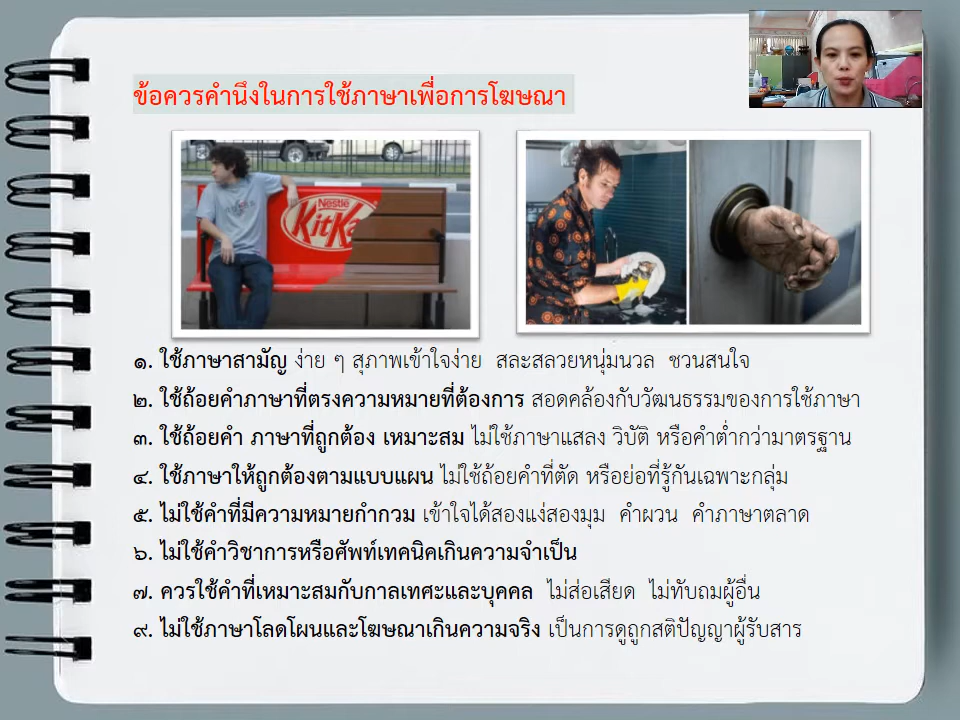 ข้อควรคำนึงในการใช้ภาษาเพื่อการโฆษณา
Nestle
KitKa
๑. ใช้ภาษาสามัญ ง่าย ๆ สุภาพเข้าใจง่าย สละสลวยหนุ่มนวล ชวนสนใจ
๒. ใช้ถ้อยคำภาษาที่ตรงความหมายที่ต้องการ สอดคล้องกับวัฒนธรรมของการใช้ภาษา
๓. ใช้ถ้อยคำ ภาษาที่ถูกต้อง เหมาะสม ไม่ใช้ภาษาแสลง วิบัติ หรือคำต่ำกว่ามาตรฐาน
๔. ใช้ภาษาให้ถูกต้องตามแบบแผน ไม่ใช้ถ้อยคำที่ตัด หรือย่อที่รู้กันเฉพาะกลุ่ม
๕. ไม่ใช้คำที่มีความหมายกำกวม เข้าใจได้สองแง่สองมุม คำผวน คำภาษาตลาด
๖. ไม่ใช้คำวิชาการหรือศัพท์เทคนิคเกินความจำเป็น
๗. ควรใช้คำที่เหมาะสมกับกาลเทศะและบุคคล ไม่ส่อเสียด ไม่ทับถมผู้อื่น
๙. ไม่ใช้ภาษาโลดโผนและโฆษณาเกินความจริง เป็นการดูถูกสติปัญญาผู้รับสาร